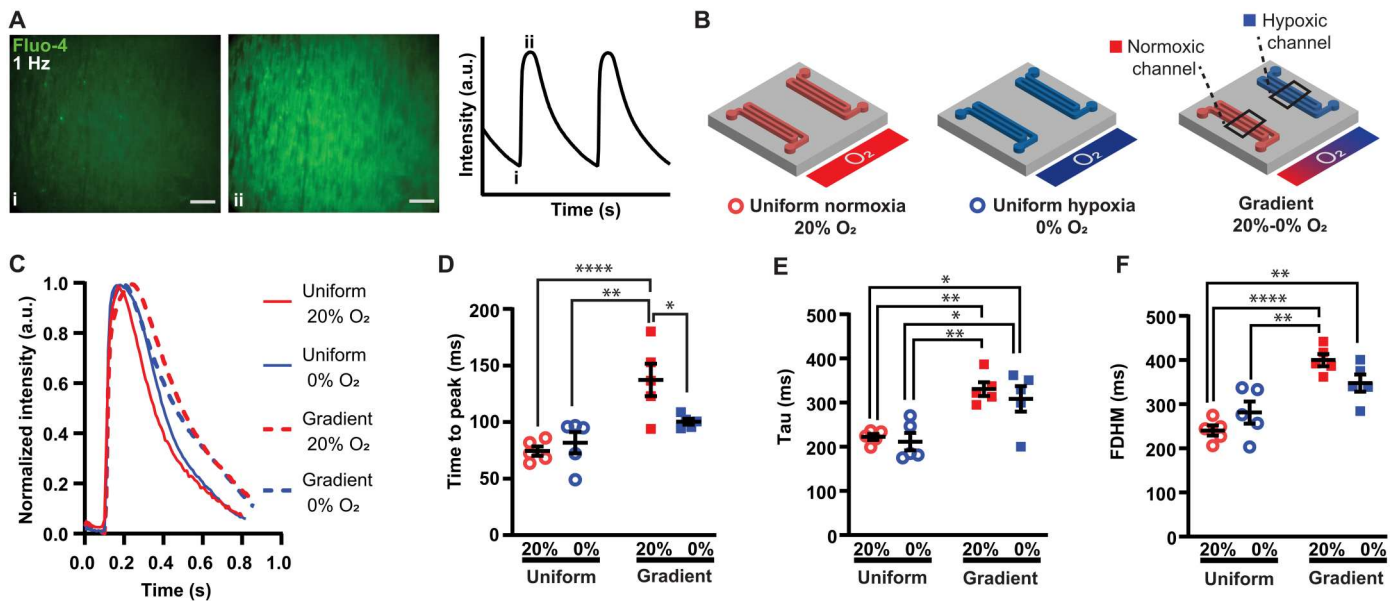 A
Fluo-4
1 Hz
i
ii
Intensity (a.u.)
ii
i
Time (s)
B
Hypoxic
channel
Normoxic
channel
O₂
O₂
Uniform normoxia
20% O₂
Uniform hypoxia
0% O₂
Gradient
20%-0% O₂
C
Normalized intensity (a.u.)
1.0
0.8
0.6
0.4
0.2
0.0
0.0 0.2 0.4 0.6 0.8 1.0
Time (s)
Uniform
20% O₂
Uniform
0% O₂
Gradient
20% O₂
Gradient
0% O₂
D
Time to peak (ms)
200
150
100
50
0
****
**
*
20% 0% 20% 0%
Uniform Gradient
E
Tau (ms)
500
400
300
200
100
0
*
**
*
**
20% 0% 20% 0%
Uniform Gradient
F
FDHM (ms)
500
400
300
200
100
0
**
****
**
20% 0% 20% 0%
Uniform Gradient